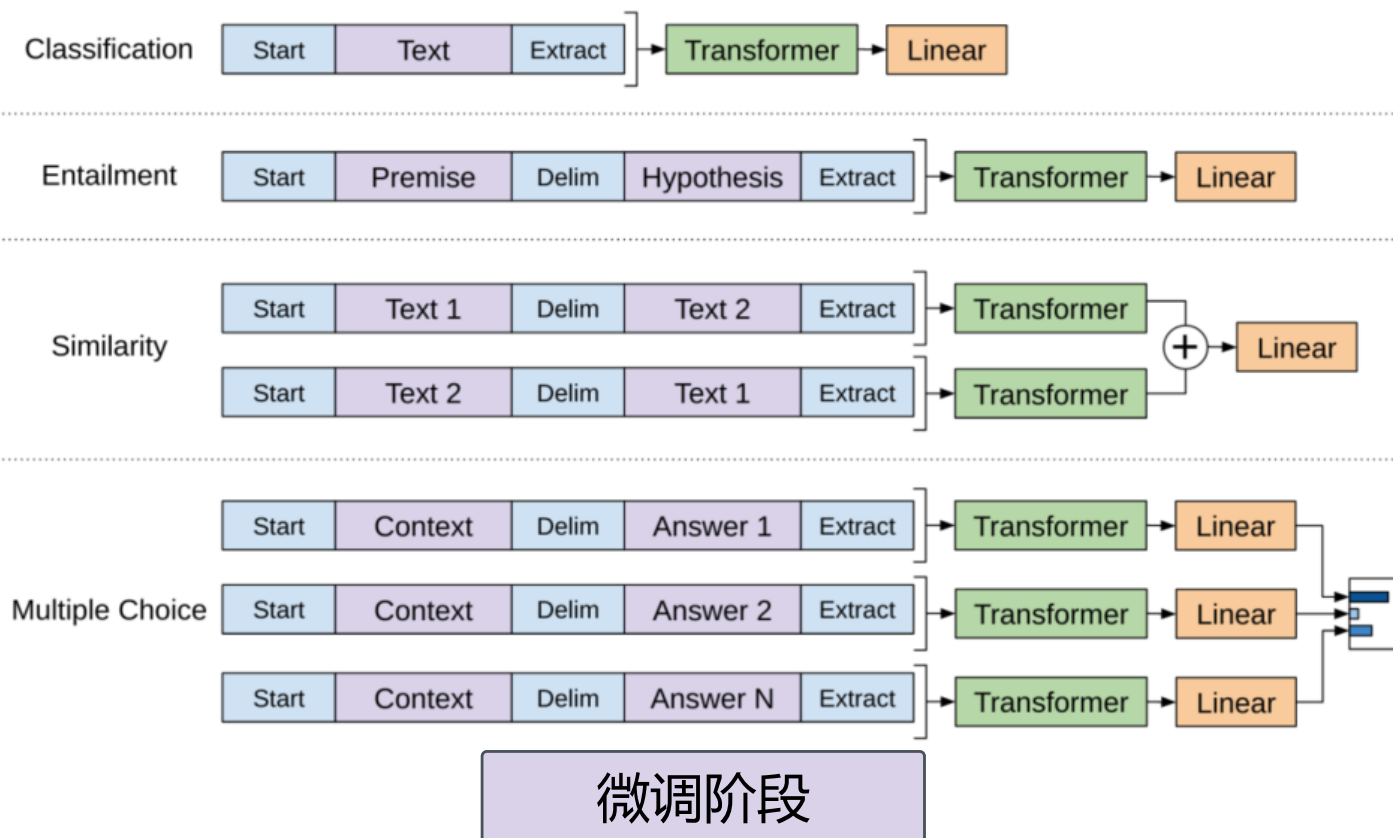 Classification Start Text Extract Transformer Linear
Entailment Start Premise Delim Hypothesis Extract Transformer Linear
Start Text 1 Delim Text 2 Extract Transformer
Similarity + Linear
Start Text 2 Delim Text 1 Extract Transformer
Start Context Delim Answer 1 Extract Transformer Linear
Multiple Choice Start Context Delim Answer 2 Extract Transformer Linear
Start Context Delim Answer N Extract Transformer Linear
微调阶段